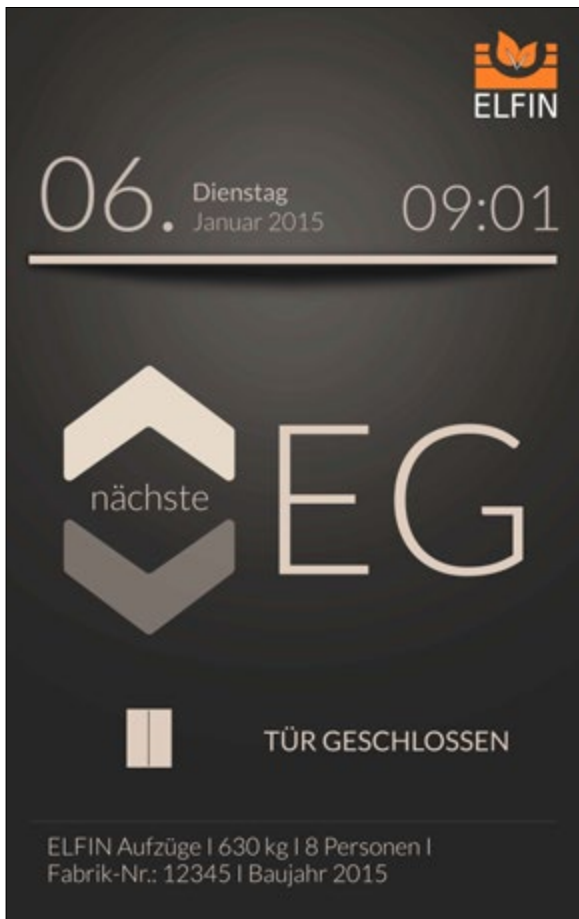 ELFIN
06. Dienstag 09:01
Januar 2015
nächste EG
TÜR GESCHLOSSEN
ELFIN Aufzüge I 630 kg I 8 Personen I
Fabrik-Nr.: 12345 I Baujahr 2015